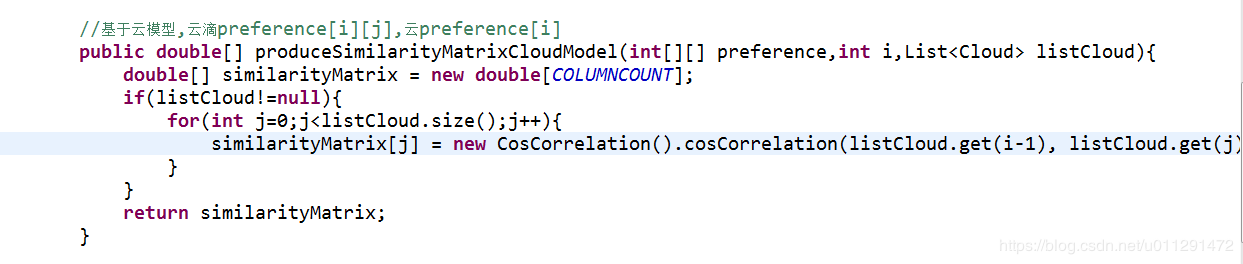 //基于云模型,云滴preference[i][j],云preference[i]
public double[] produceSimilarityMatrixCloudModel(int[][] preference,int i,List<Cloud> listCloud){
double[] similarityMatrix = new double[COLUMNCOUNT];
if(listCloud!=null){
for(int j=0;j<listCloud.size();j++){
similarityMatrix[j] = new CosCorrelation().cosCorrelation(listCloud.get(i-1), listCloud.get(j)
}
}
return similarityMatrix;
}
https://blog.csdn.net/u011291472